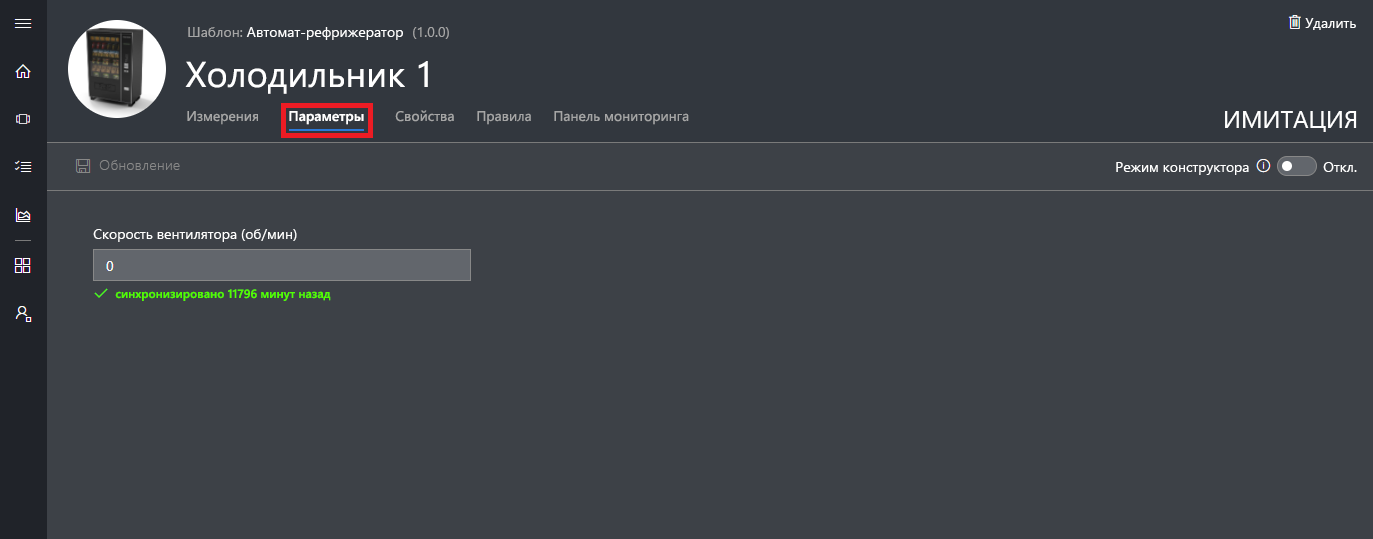 Шаблон: Автомат-рефрижератор (1.0.0)
Удалить
Холодильник 1
Измерения Параметры Свойства Правила Панель мониторинга
ИМИТАЦИЯ
Обновление
Режим конструктора Откл.
Скорость вентилятора (об/мин)
0
синхронизировано 11796 минут назад